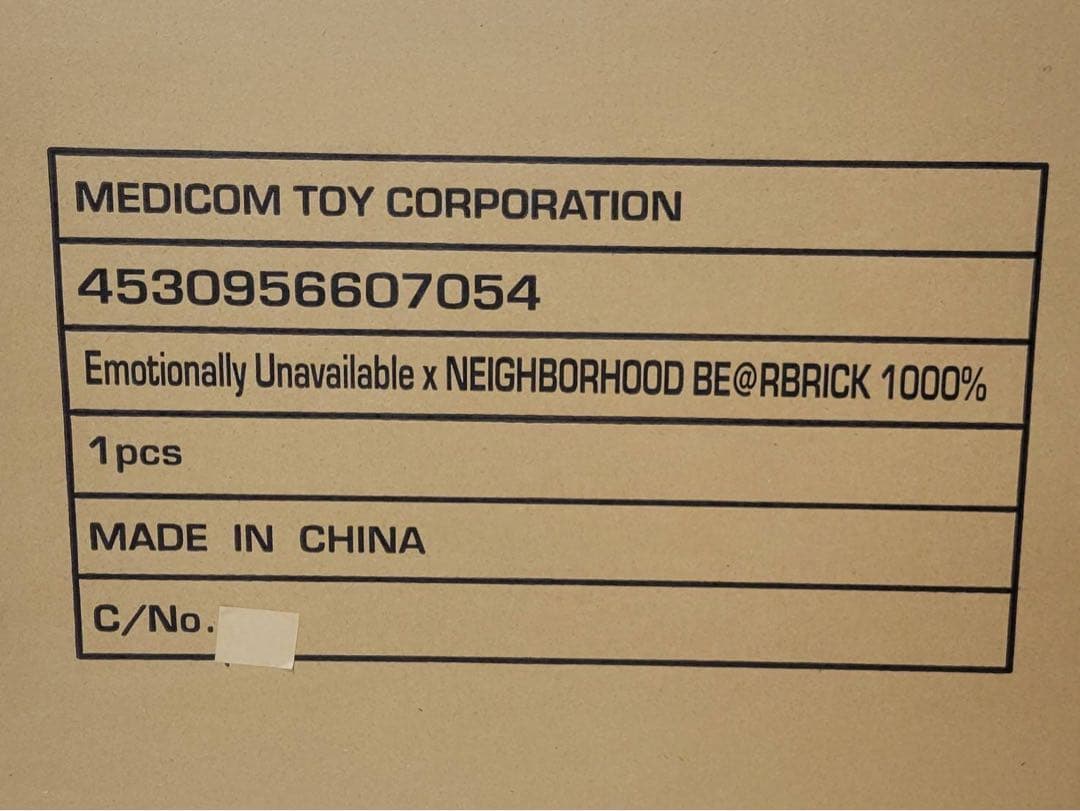 MEDICOM TOY CORPORATION
4530956607054
Emotionally Unavailable x NEIGHBORHOOD BE@RBRICK 1000%
1pcs
MADE IN CHINA
C/No.